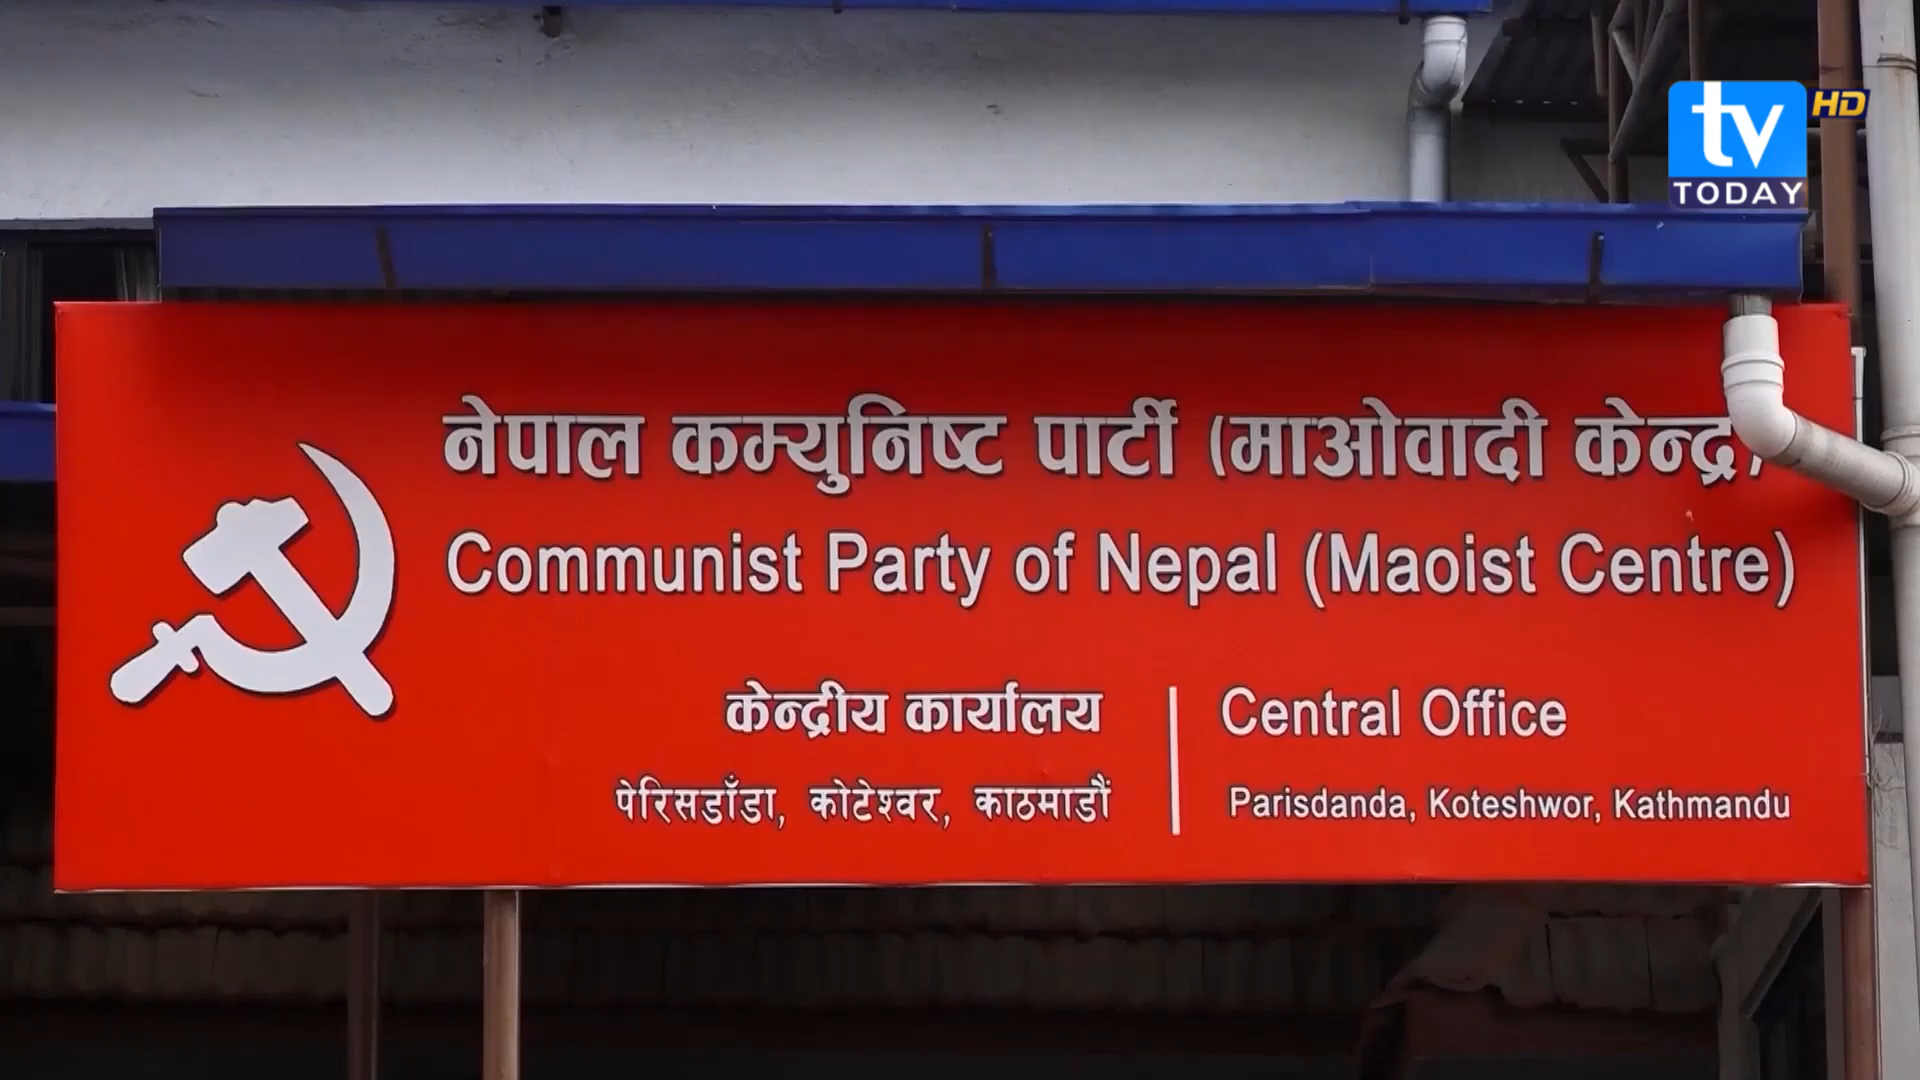 tv HD
TODAY
नेपाल कम्युनिष्ट पार्टी (माओवादी केन्द्र)
Communist Party of Nepal (Maoist Centre)
केन्द्रीय कार्यालय
पेरिसडाँडा, कोटेश्वर, काठमाडौं
Central Office
Parisdanda, Koteshwor, Kathmandu